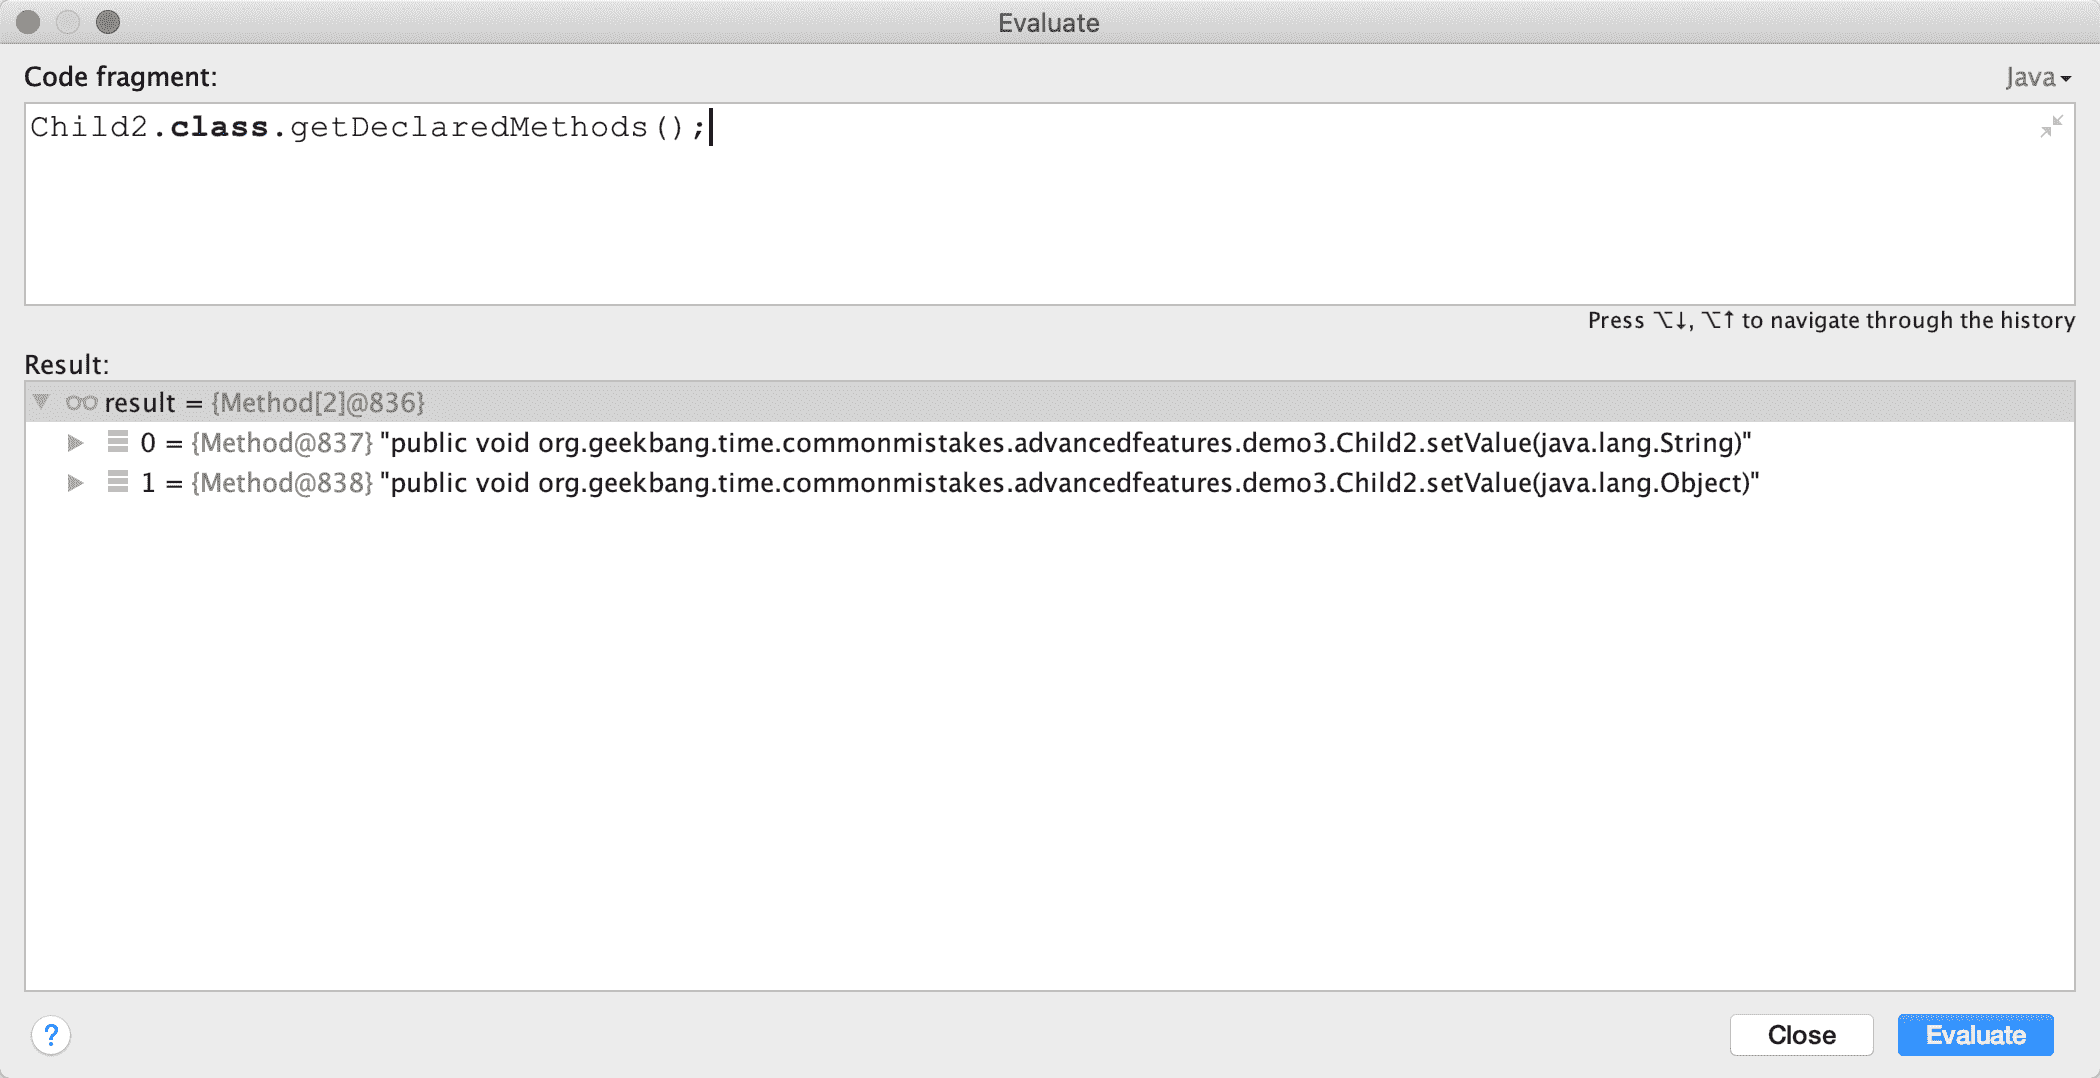 Evaluate
Code fragment:
Java
Child2.class.getDeclaredMethods();
Press ⌥↓, ⌥↑ to navigate through the history
Result:
result = {Method[2]@836}
0 = {Method@837} "public void org.geekbang.time.commonmistakes.advancedfeatures.demo3.Child2.setValue(java.lang.String)"
1 = {Method@838} "public void org.geekbang.time.commonmistakes.advancedfeatures.demo3.Child2.setValue(java.lang.Object)"
?
Close
Evaluate